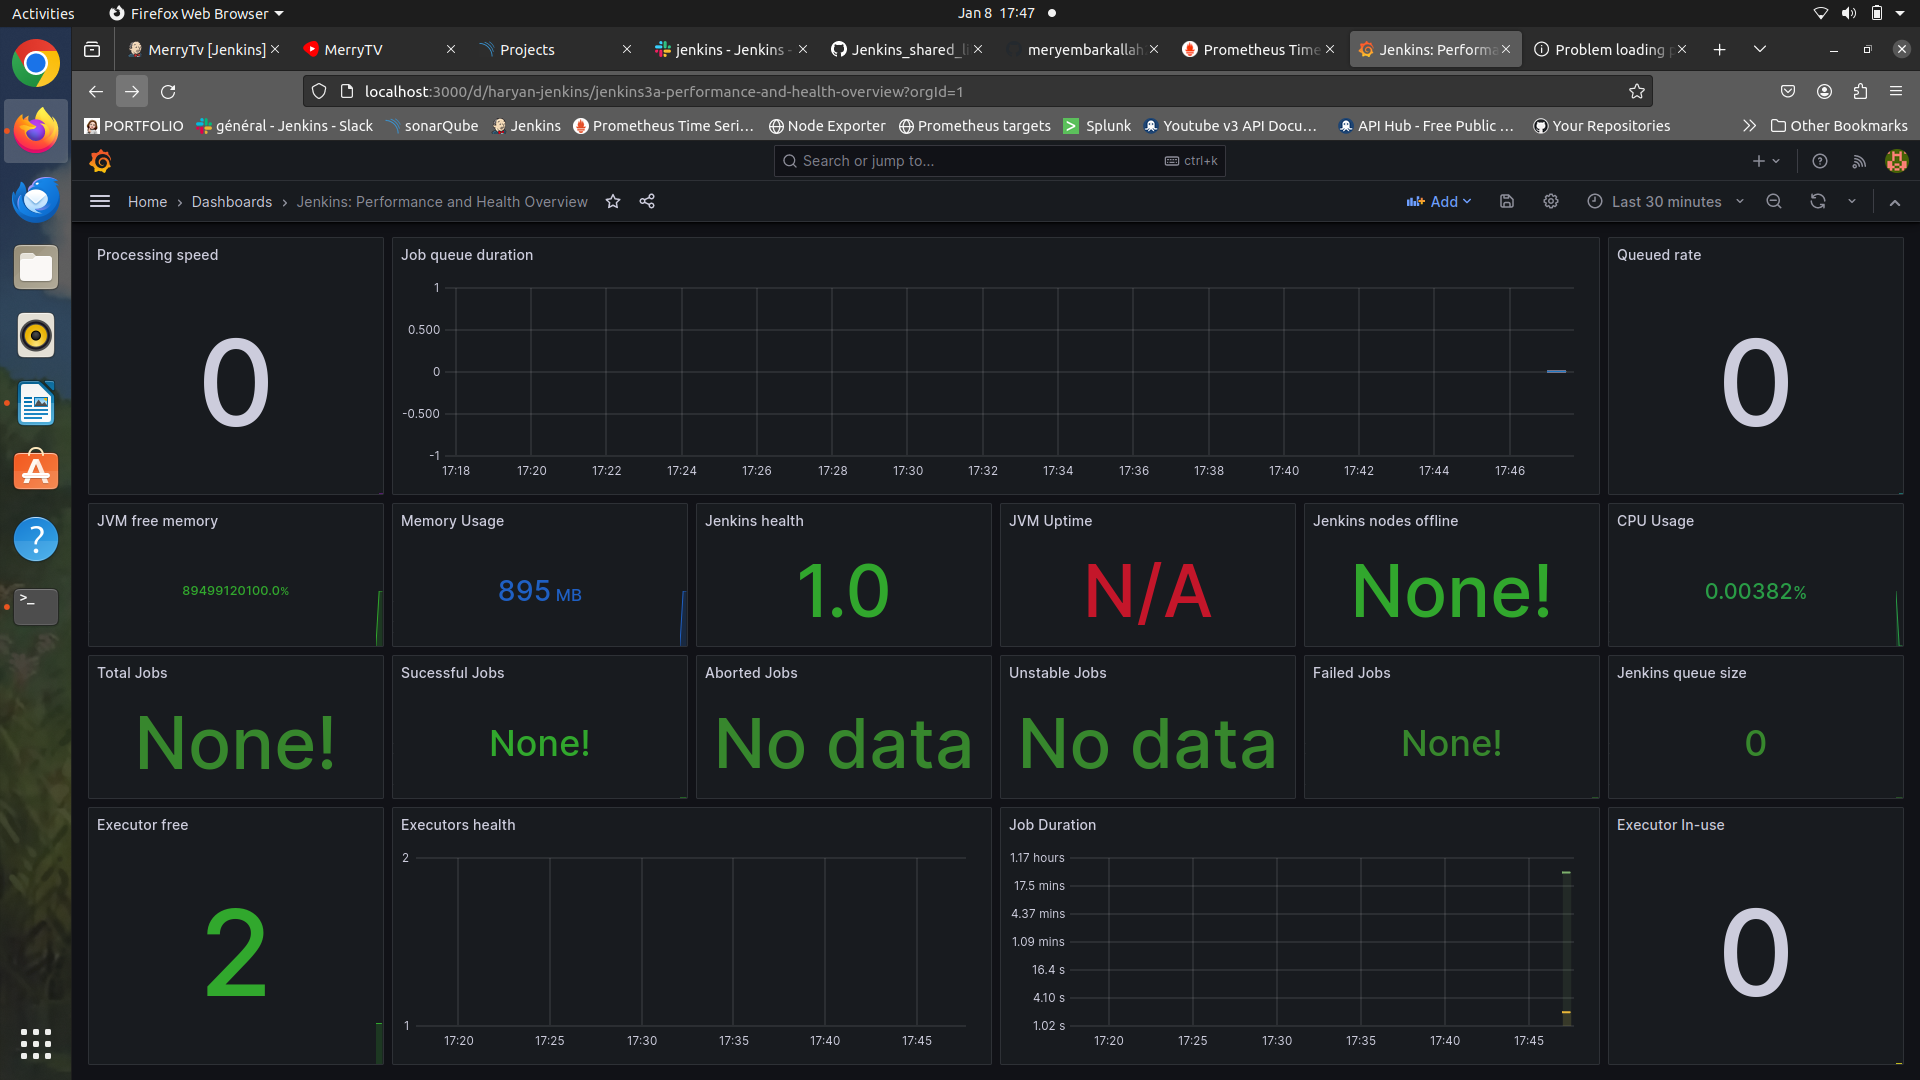 Activities
Firefox Web Browser
Jan 8 17:47
MerryTv [Jenkins]
MerryTV
Projects
jenkins - Jenkins -
Jenkins_shared_li
meryembarkallah
Prometheus Time
Jenkins: Performa
Problem loading p
localhost:3000/d/haryan-jenkins/jenkins3a-performance-and-health-overview?orgId=1
PORTFOLIO
général - Jenkins - Slack
sonarQube
Jenkins
Prometheus Time Seri...
Node Exporter
Prometheus targets
Splunk
Youtube v3 API Docu...
API Hub - Free Public ...
Your Repositories
Other Bookmarks
Search or jump to...
ctrl+k
Home › Dashboards › Jenkins: Performance and Health Overview
Add
Last 30 minutes
Processing speed
0
Job queue duration
1
0.500
0
-0.500
-1
17:18 17:20 17:22 17:24 17:26 17:28 17:30 17:32 17:34 17:36 17:38 17:40 17:42 17:44 17:46
Queued rate
0
JVM free memory
89499120100.0%
Memory Usage
895 MB
Jenkins health
1.0
JVM Uptime
N/A
Jenkins nodes offline
None!
CPU Usage
0.00382%
Total Jobs
None!
Sucessful Jobs
None!
Aborted Jobs
No data
Unstable Jobs
No data
Failed Jobs
None!
Jenkins queue size
0
Executor free
2
Executors health
2
1
17:20 17:25 17:30 17:35 17:40 17:45
Job Duration
1.17 hours
17.5 mins
4.37 mins
1.09 mins
16.4 s
4.10 s
1.02 s
17:20 17:25 17:30 17:35 17:40 17:45
Executor In-use
0